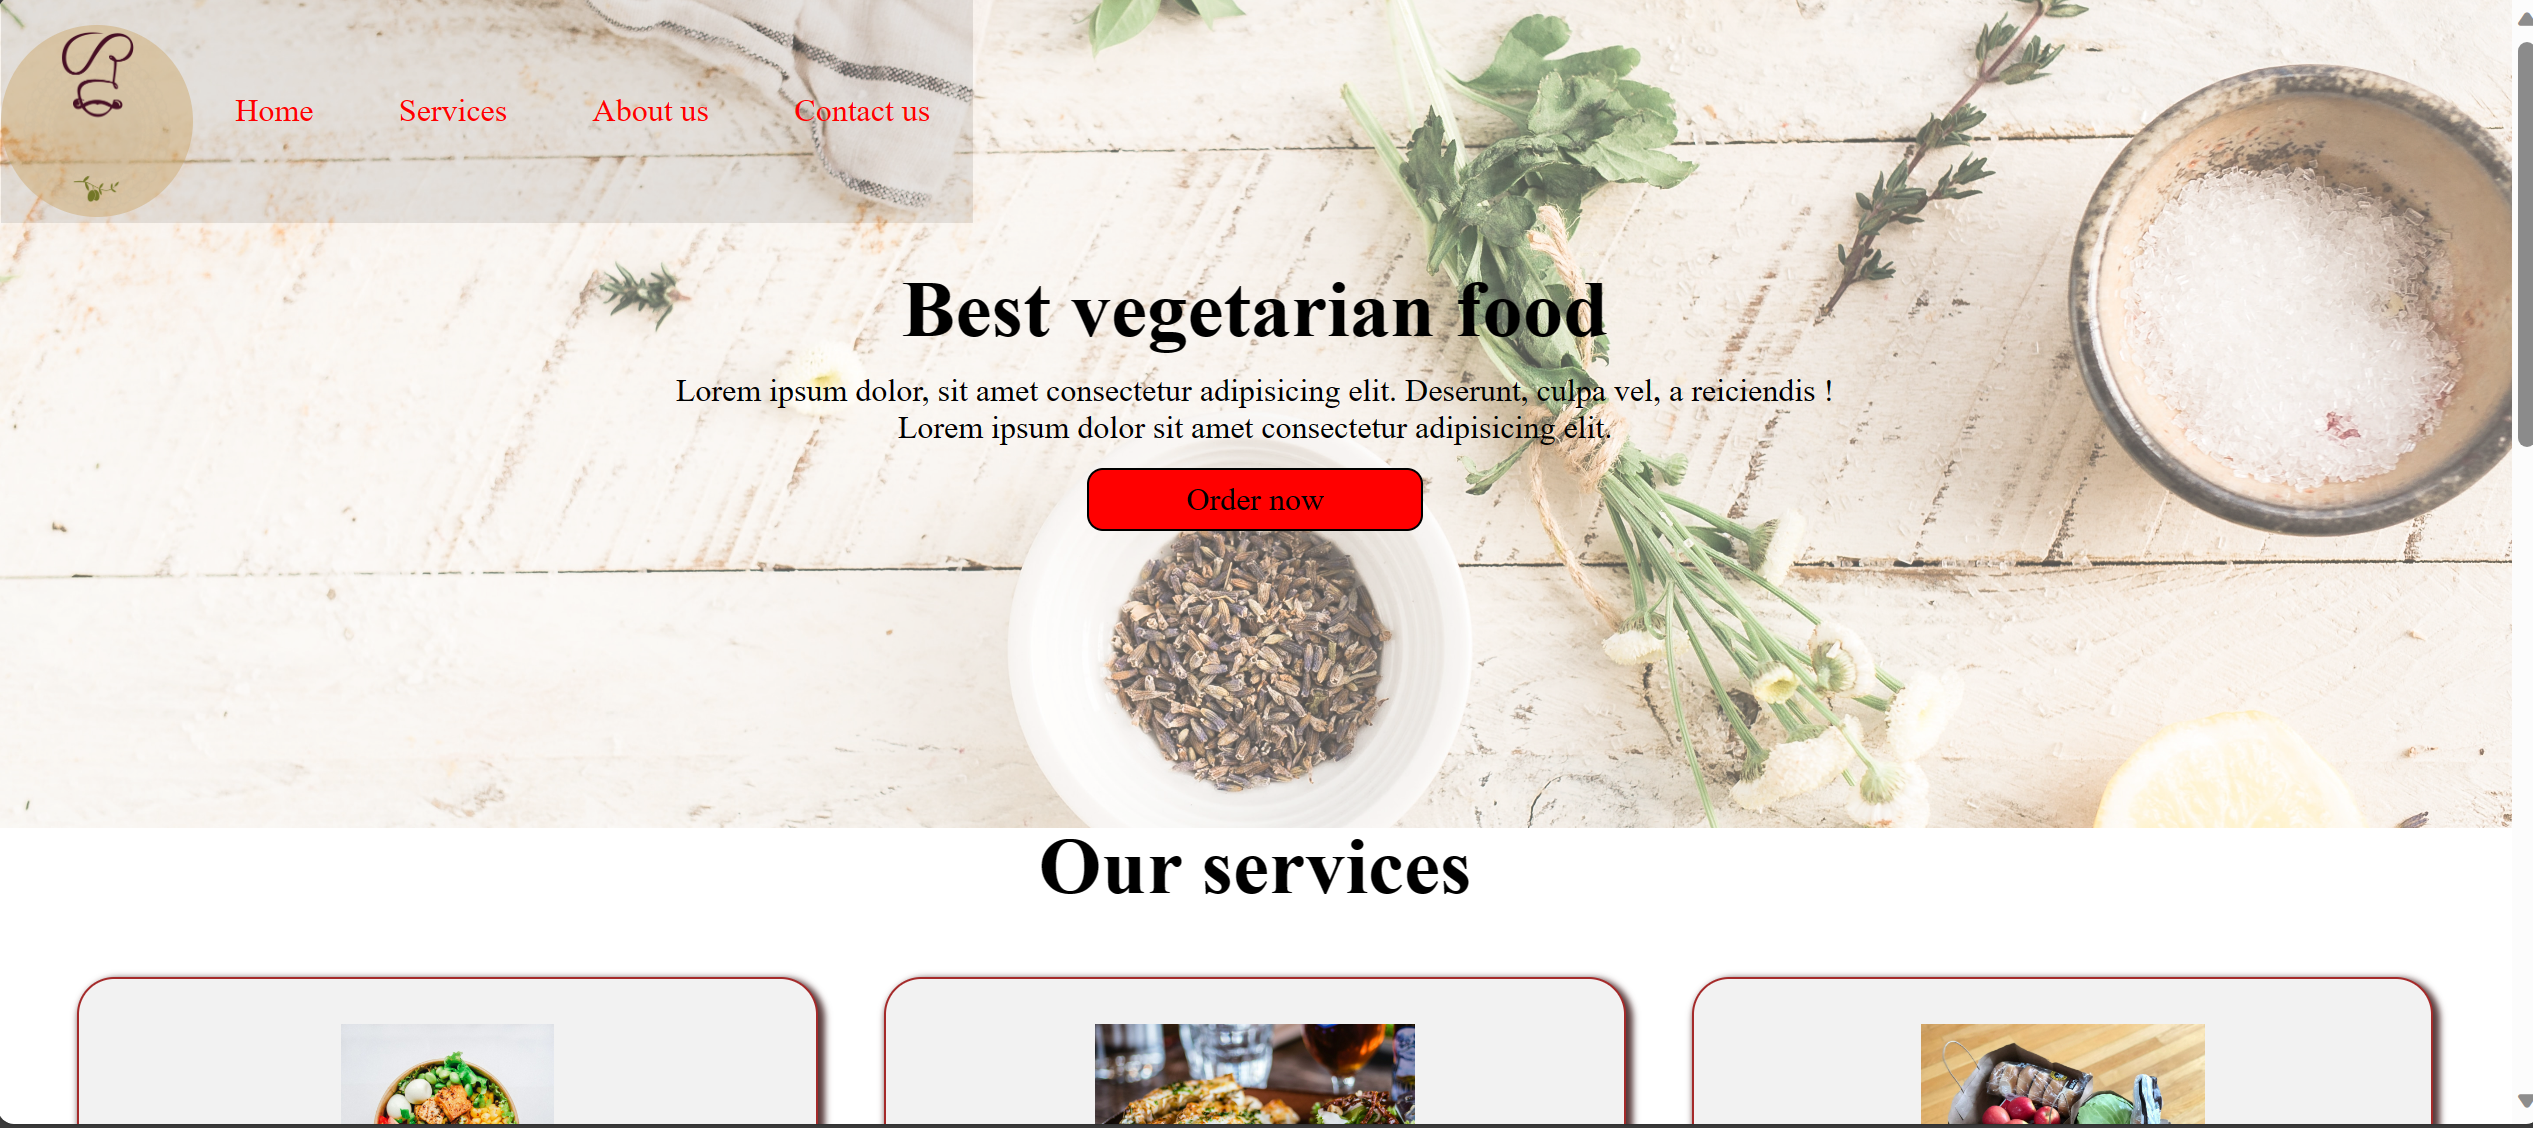 Home Services About us Contact us
Best vegetarian food
Lorem ipsum dolor, sit amet consectetur adipisicing elit. Deserunt, culpa vel, a reiciendis !
Lorem ipsum dolor sit amet consectetur adipisicing elit.
Order now
Our services